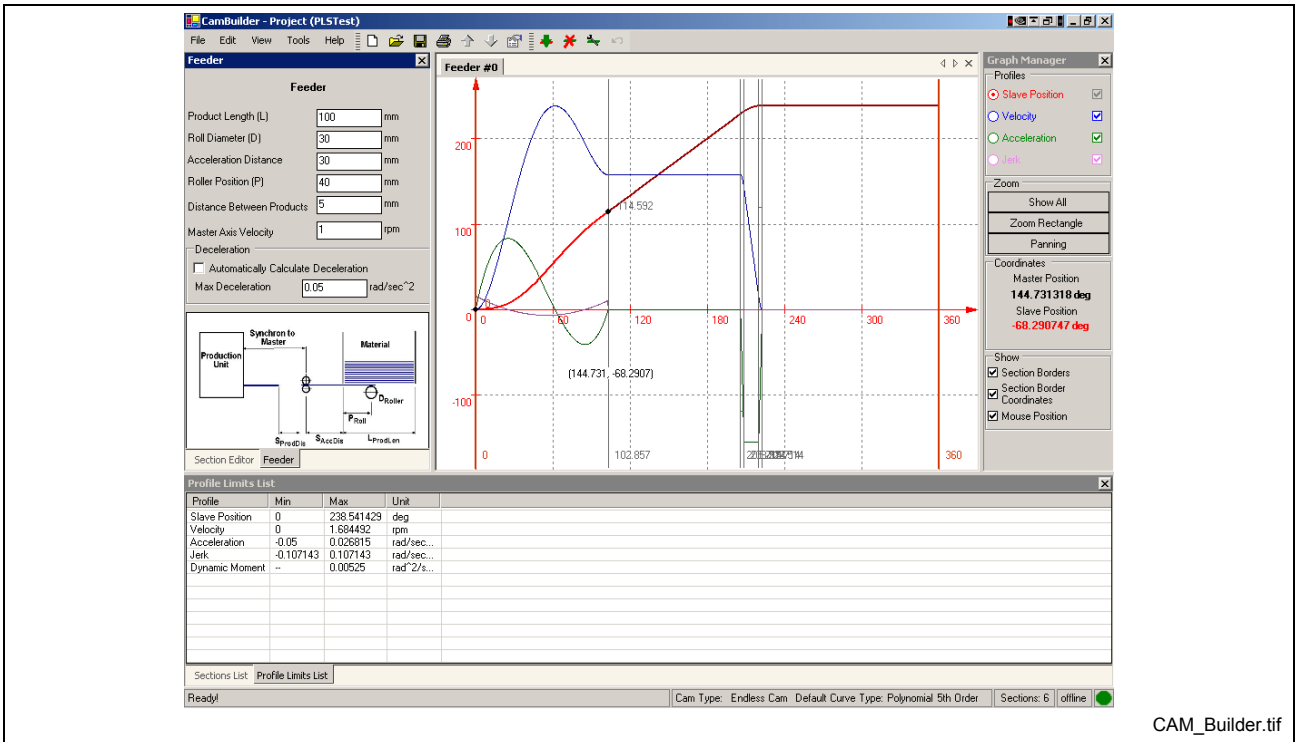 CamBuilder - Project (PLSTest)
File Edit View Tools Help
Feeder
Feeder
Product Length (L) 100 mm
Roll Diameter (D) 30 mm
Acceleration Distance 30 mm
Roller Position (P) 40 mm
Distance Between Products 5 mm
Master Axis Velocity 1 rpm
Deceleration
Automatically Calculate Deceleration
Max Deceleration 0.05 rad/sec^2
Synchron to
Master
Production
Unit
Material
DRoller
PRoll
SProdDis SAccDis LProdLen
Section Editor Feeder
Feeder #0
200
114.592
100
0 0 60 120 180 240 300 360
(144.731, -68.2907)
-100
0 102.857 360
Graph Manager
Profiles
Slave Position
Velocity
Acceleration
Jerk
Zoom
Show All
Zoom Rectangle
Panning
Coordinates
Master Position
144.731318 deg
Slave Position
-68.290747 deg
Show
Section Borders
Section Border
Coordinates
Mouse Position
Profile Limits List
Profile Min Max Unit
Slave Position 0 238.541429 deg
Velocity 0 1.684492 rpm
Acceleration -0.05 0.026815 rad/sec...
Jerk -0.107143 0.107143 rad/sec...
Dynamic Moment -- 0.00525 rad^2/s...
Sections List Profile Limits List
Ready!
Cam Type: Endless Cam Default Curve Type: Polynomial 5th Order
Sections: 6 offline
CAM_Builder.tif